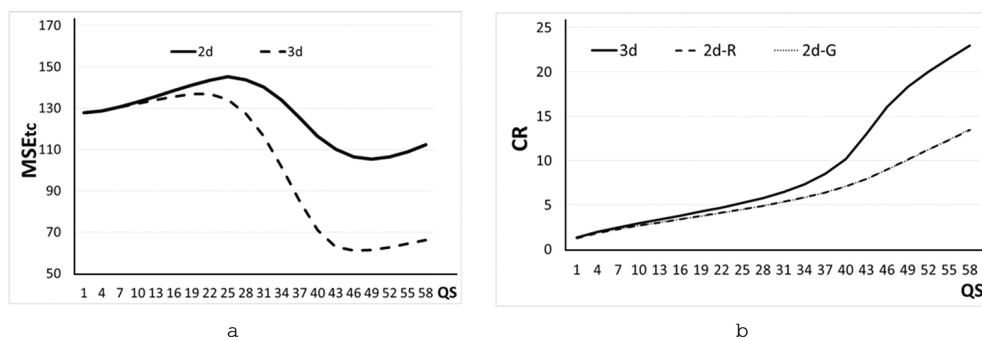 170
2d 3d
150
130
110
90
70
50
MSEtc
1 4 7 10 13 16 19 22 25 28 31 34 37 40 43 46 49 52 55 58 QS
a
25
3d 2d-R 2d-G
20
15
10
5
0
CR
1 4 7 10 13 16 19 22 25 28 31 34 37 40 43 46 49 52 55 58
QS
b